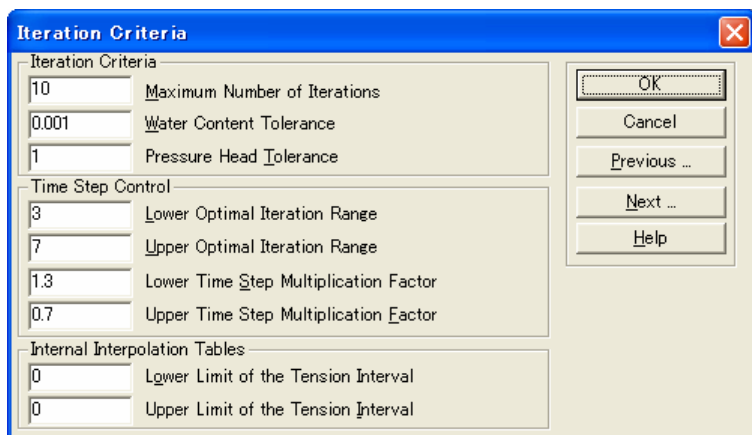 Iteration Criteria
Iteration Criteria
10 Maximum Number of Iterations
0.001 Water Content Tolerance
1 Pressure Head Tolerance
Time Step Control
3 Lower Optimal Iteration Range
7 Upper Optimal Iteration Range
1.3 Lower Time Step Multiplication Factor
0.7 Upper Time Step Multiplication Factor
Internal Interpolation Tables
0 Lower Limit of the Tension Interval
0 Upper Limit of the Tension Interval
OK
Cancel
Previous ...
Next ...
Help